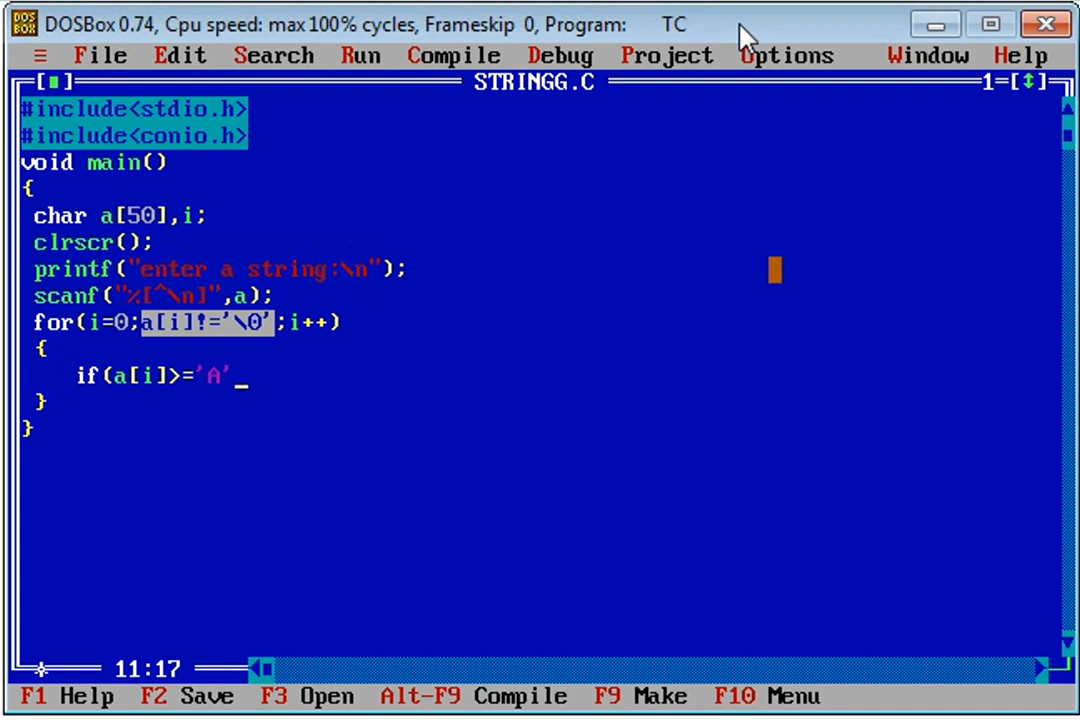 DOSBox 0.74, Cpu speed: max 100% cycles, Frameskip 0, Program: TC
≡ File Edit Search Run Compile Debug Project Options Window Help
[■] STRINGG.C 1=[↕]
#include<stdio.h>
#include<conio.h>
void main()
{
char a[50],i;
clrscr();
printf("enter a string:\n");
scanf("%[^\n]",a);
for(i=0;a[i]!='\0';i++)
{
if(a[i]>='A'_
}
}
11:17
F1 Help F2 Save F3 Open Alt-F9 Compile F9 Make F10 Menu